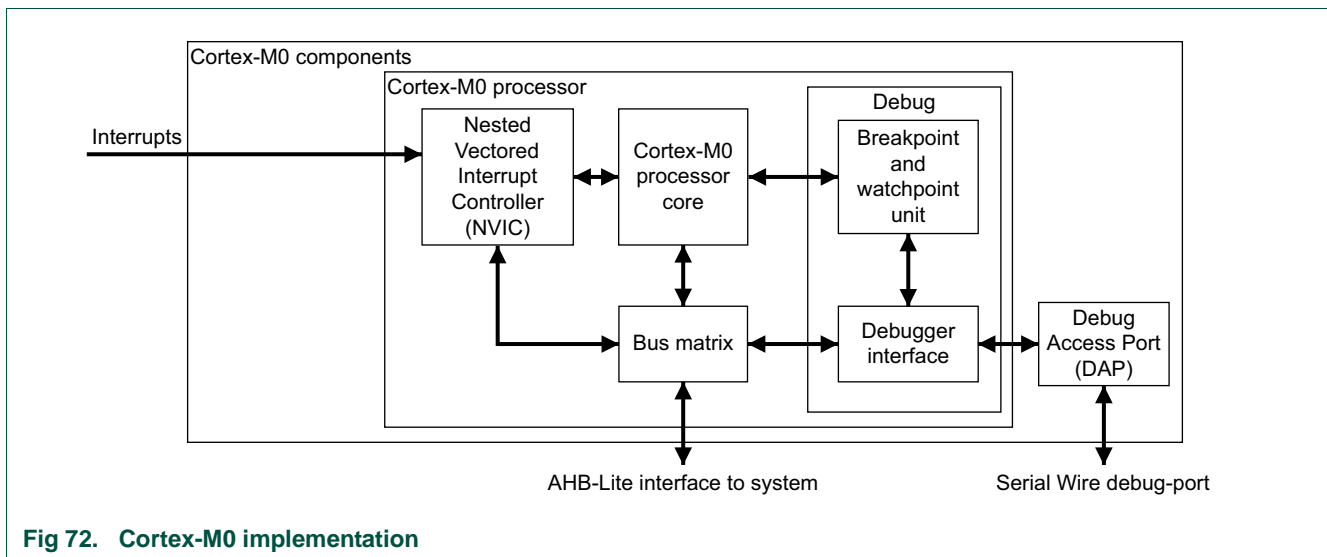 Cortex-M0 components
Cortex-M0 processor
Debug
Interrupts
Nested
Vectored
Interrupt
Controller
(NVIC)
Cortex-M0
processor
core
Breakpoint
and
watchpoint
unit
Bus matrix
Debugger
interface
Debug
Access Port
(DAP)
AHB-Lite interface to system
Serial Wire debug-port
Fig 72. Cortex-M0 implementation